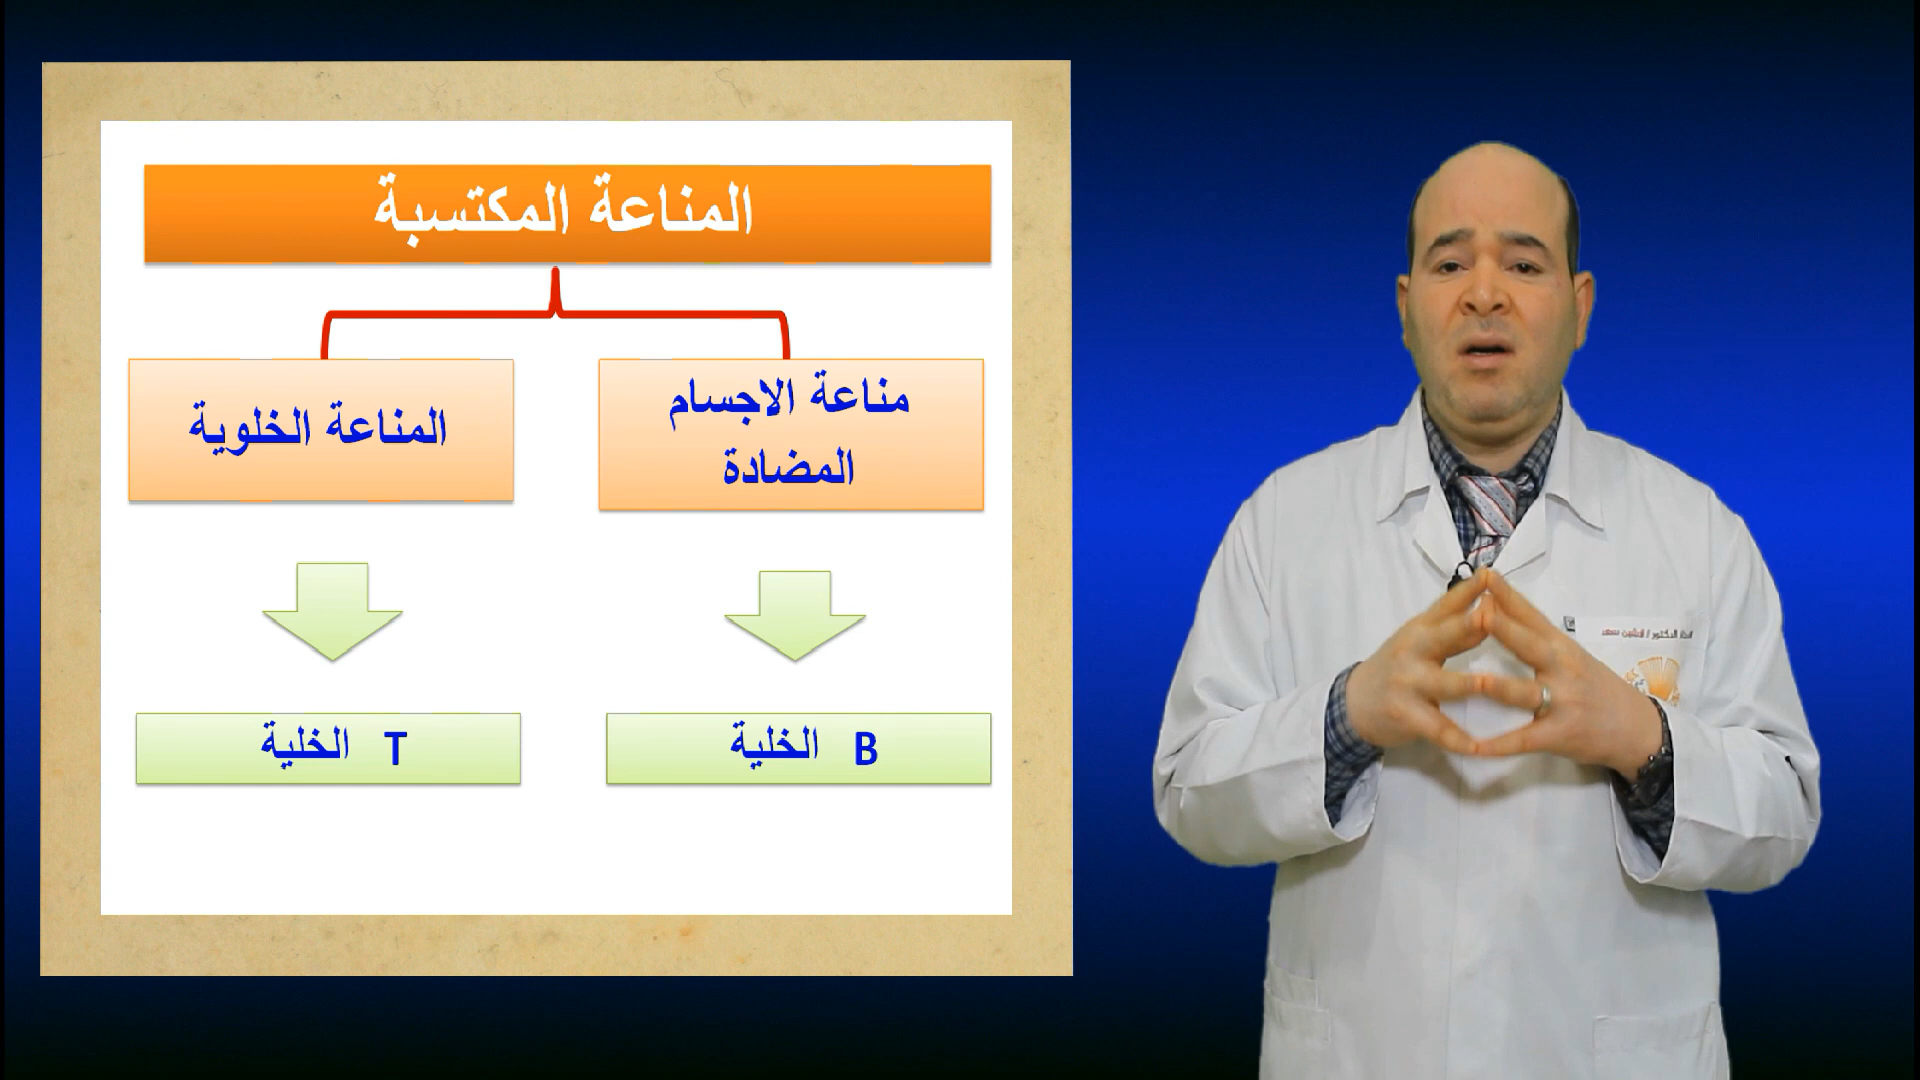 المناعة المكتسبة
مناعة الاجسام
المضادة
المناعة الخلوية
الخلية B
الخلية T